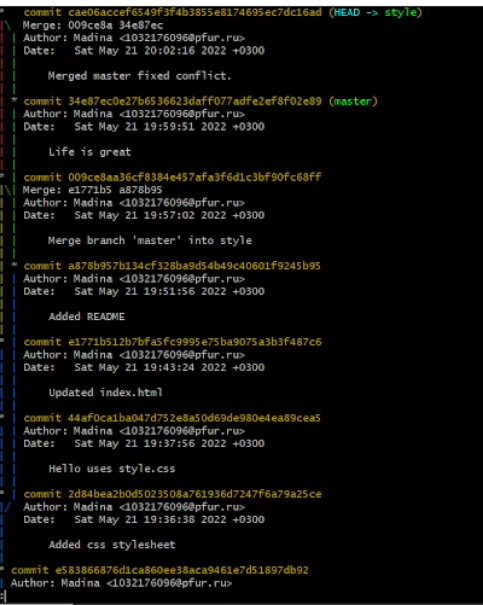 * commit cae06accef6549f3f4b3855e8174695ec7dc16ad (HEAD -> style)
|\ Merge: 009ce8a 34e87ec
| | Author: Madina <1032176096@pfur.ru>
| | Date: Sat May 21 20:02:16 2022 +0300
| | Merged master fixed conflict.
| * commit 34e87ec0e27b6536623daff077adfe2ef8f02e89 (master)
| | Author: Madina <1032176096@pfur.ru>
| | Date: Sat May 21 19:59:51 2022 +0300
| | Life is great
* | commit 009ce8aa36cf8384e457afa3f6d1c3bf90fc68ff
|\| Merge: e1771b5 a878b95
| | Author: Madina <1032176096@pfur.ru>
| | Date: Sat May 21 19:57:02 2022 +0300
| | Merge branch 'master' into style
| * commit a878b957b134cf328ba9d54b49c40601f9245b95
| | Author: Madina <1032176096@pfur.ru>
| | Date: Sat May 21 19:51:56 2022 +0300
| | Added README
* | commit e1771b512b7bfa5fc9995e75ba9075a3b3f487c6
| | Author: Madina <1032176096@pfur.ru>
| | Date: Sat May 21 19:43:24 2022 +0300
| | Updated index.html
* | commit 44af0ca1ba047d752e8a50d69de980e4ea89cea5
| | Author: Madina <1032176096@pfur.ru>
| | Date: Sat May 21 19:37:56 2022 +0300
| | Hello uses style.css
* | commit 2d84bea2b0d5023508a761936d7247f6a79a25ce
|/ Author: Madina <1032176096@pfur.ru>
| Date: Sat May 21 19:36:38 2022 +0300
| Added css stylesheet
* commit e583866876d1ca860ee38aca9461e7d51897db92
| Author: Madina <1032176096@pfur.ru>
: